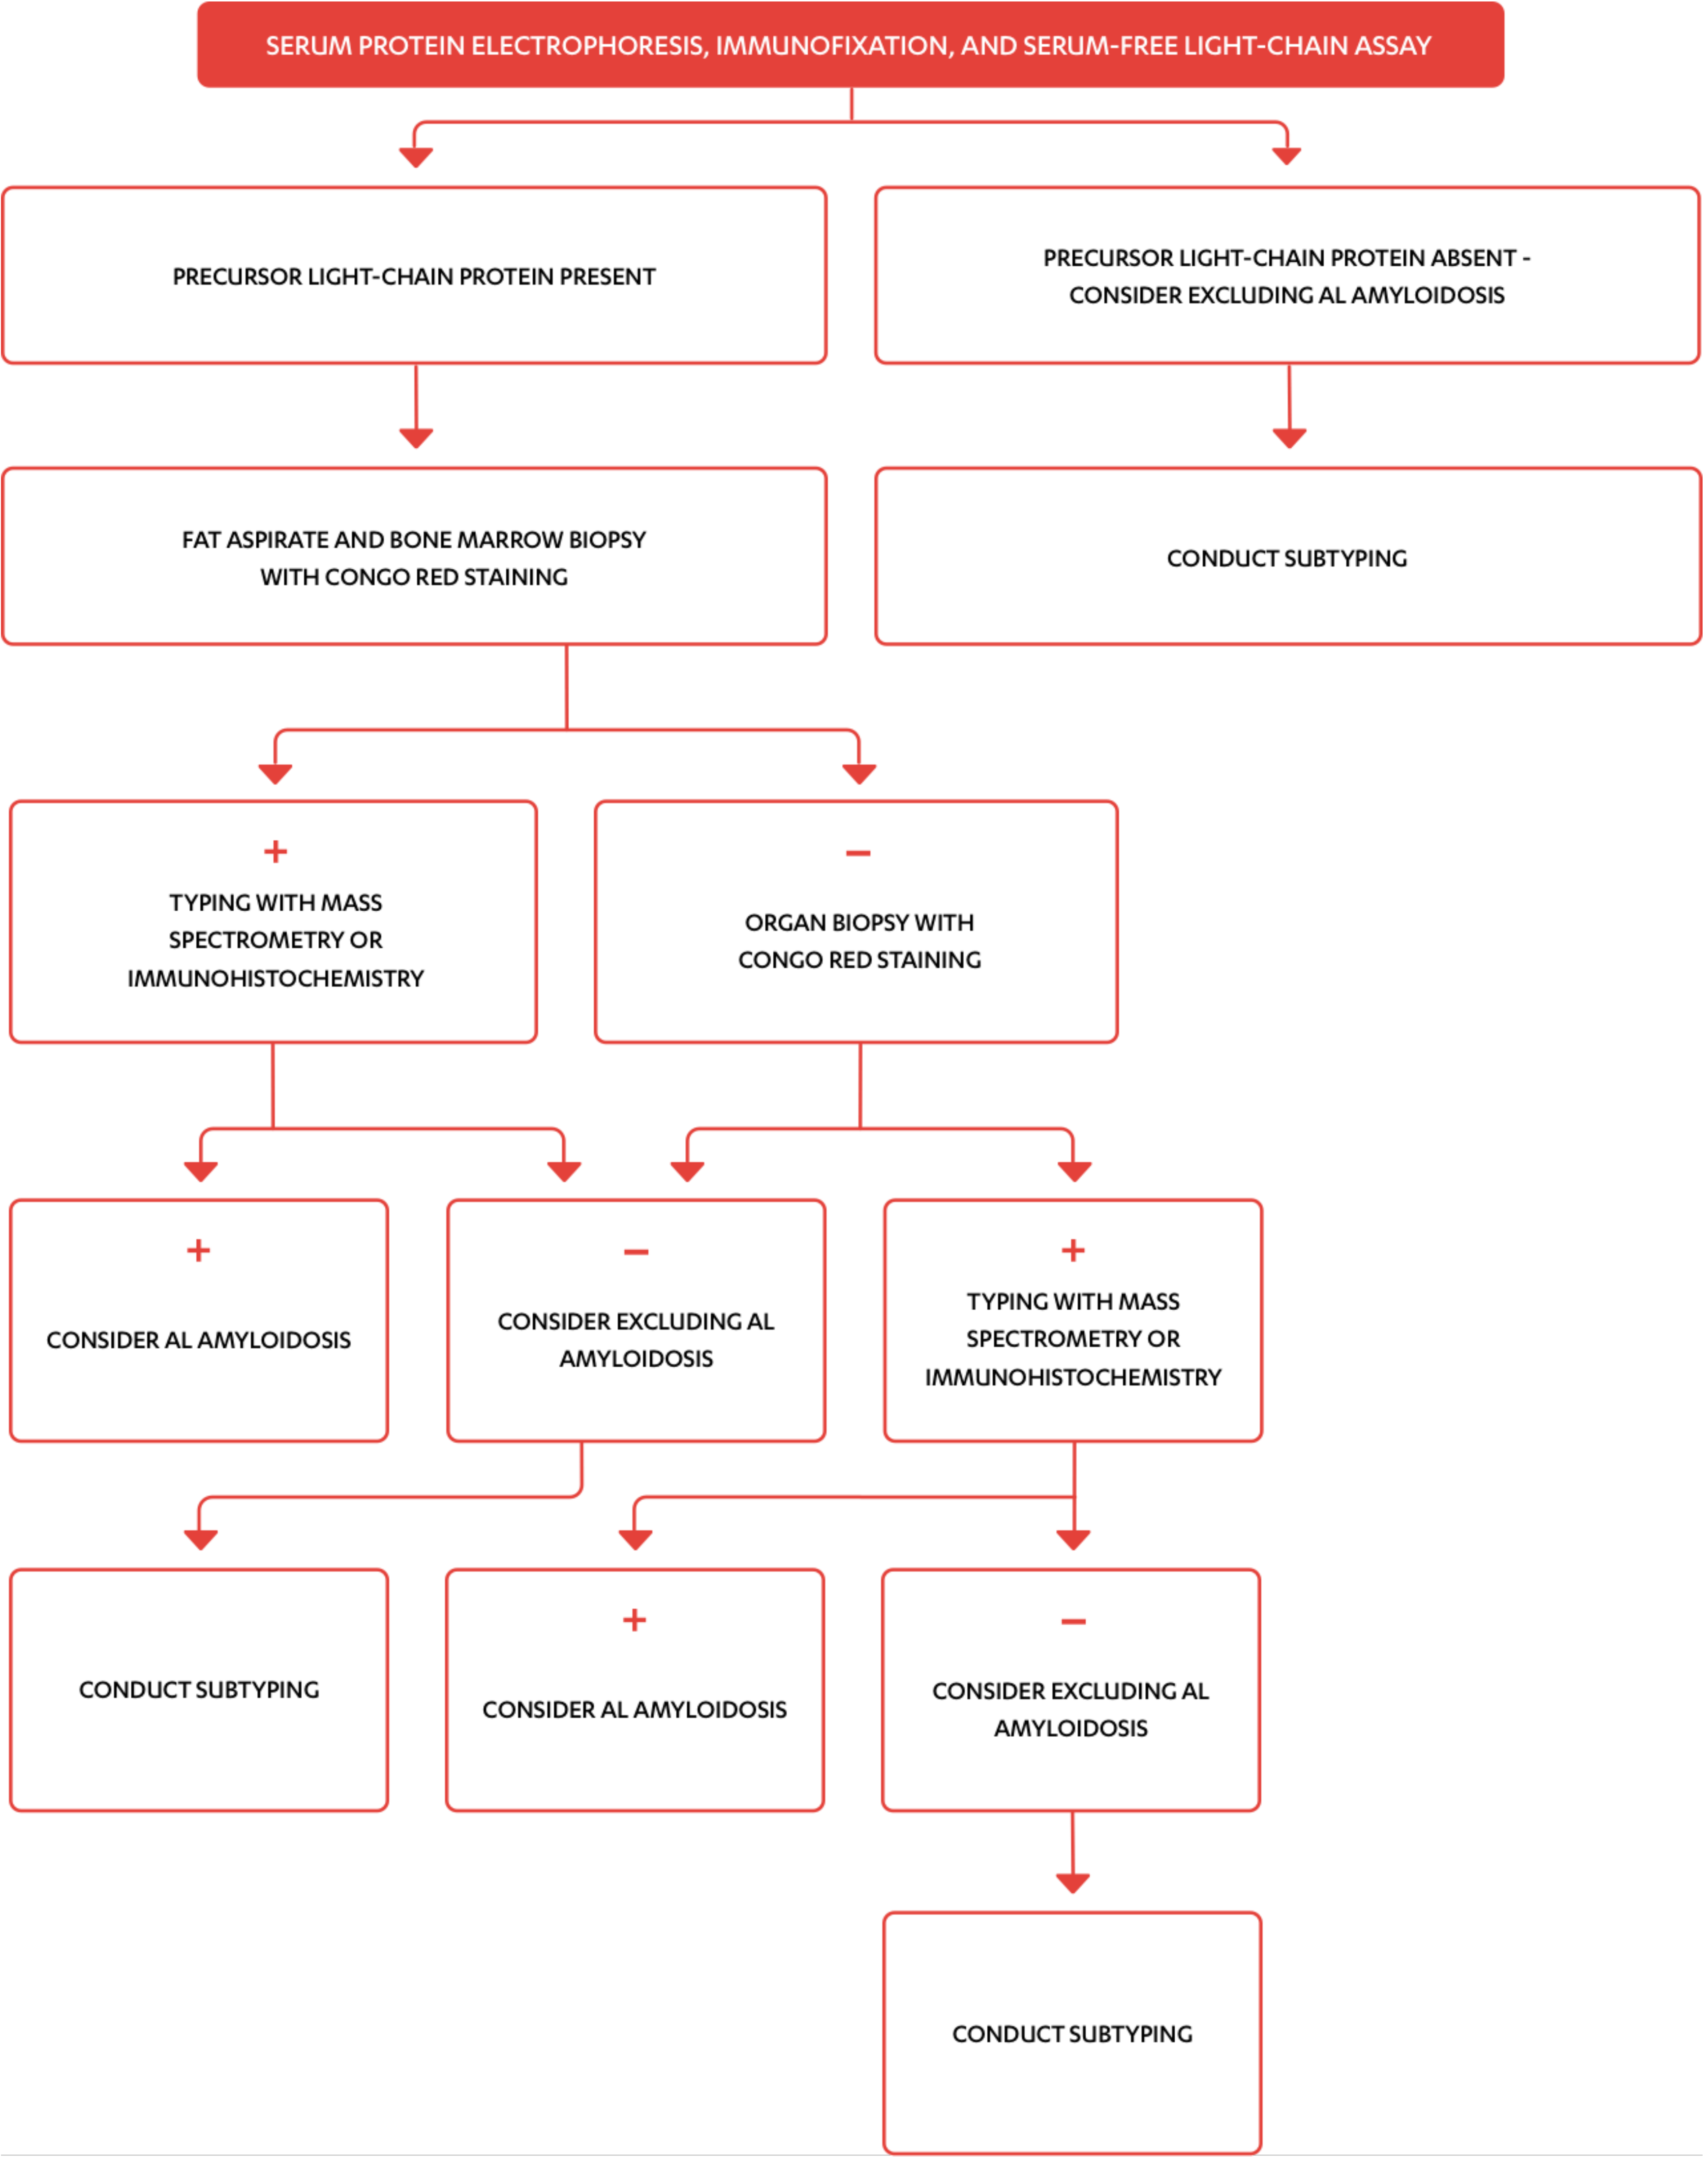 SERUM PROTEIN ELECTROPHORESIS, IMMUNOFIXATION, AND SERUM-FREE LIGHT-CHAIN ASSAY
PRECURSOR LIGHT-CHAIN PROTEIN PRESENT
PRECURSOR LIGHT-CHAIN PROTEIN ABSENT -
CONSIDER EXCLUDING AL AMYLOIDOSIS
FAT ASPIRATE AND BONE MARROW BIOPSY
WITH CONGO RED STAINING
CONDUCT SUBTYPING
+
TYPING WITH MASS
SPECTROMETRY OR
IMMUNOHISTOCHEMISTRY
–
ORGAN BIOPSY WITH
CONGO RED STAINING
+
CONSIDER AL AMYLOIDOSIS
–
CONSIDER EXCLUDING AL
AMYLOIDOSIS
+
TYPING WITH MASS
SPECTROMETRY OR
IMMUNOHISTOCHEMISTRY
CONDUCT SUBTYPING
+
CONSIDER AL AMYLOIDOSIS
–
CONSIDER EXCLUDING AL
AMYLOIDOSIS
CONDUCT SUBTYPING